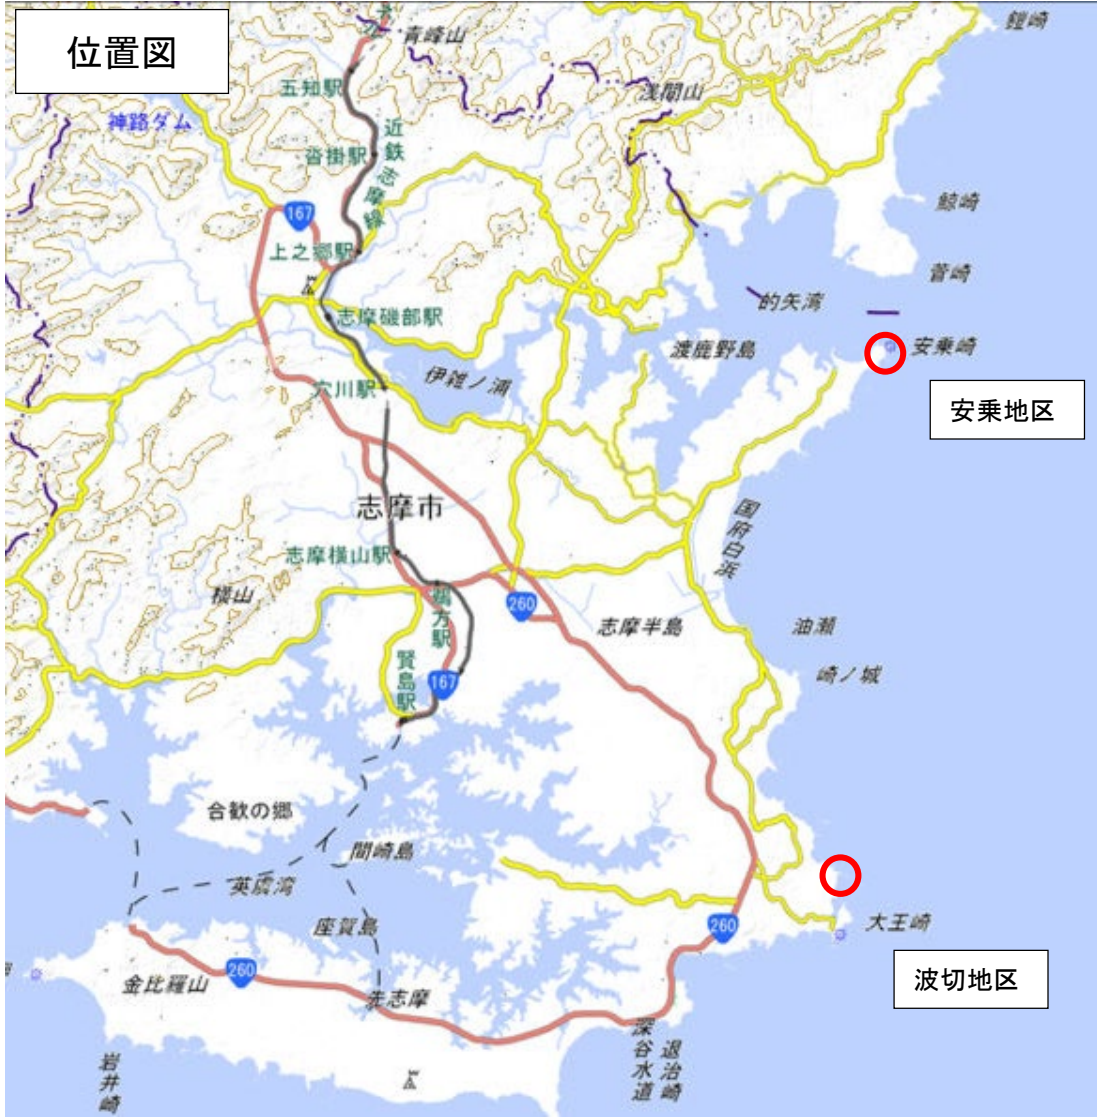 位置図
鎧崎
青峰山
五知駅
浅間山
神路ダム
近鉄志摩線
沓掛駅
鯨崎
167
上之郷駅
菅崎
的矢湾
志摩磯部駅
安乗崎
渡鹿野島
伊雑ノ浦
穴川駅
安乗地区
志摩市
国府白浜
志摩横山駅
横山
鵜方駅
260
志摩半島
油瀬
賢島駅
167
崎ノ城
合歓の郷
間崎島
英虞湾
座賀島
260
大王崎
260
金比羅山
先志摩
波切地区
深谷水道
退治崎
岩井崎